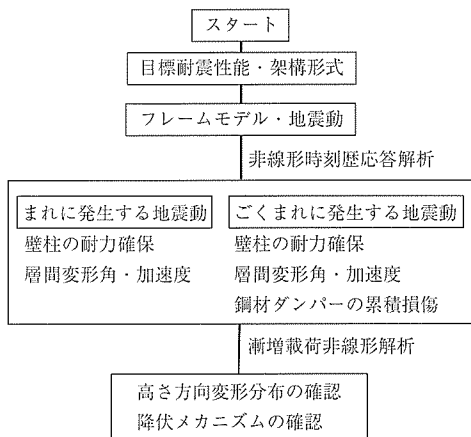 スタート
目標耐震性能・架構形式
フレームモデル・地震動
非線形時刻歴応答解析
まれに発生する地震動
壁柱の耐力確保
層間変形角・加速度
ごくまれに発生する地震動
壁柱の耐力確保
層間変形角・加速度
鋼材ダンパーの累積損傷
漸増載荷非線形解析
高さ方向変形分布の確認
降伏メカニズムの確認